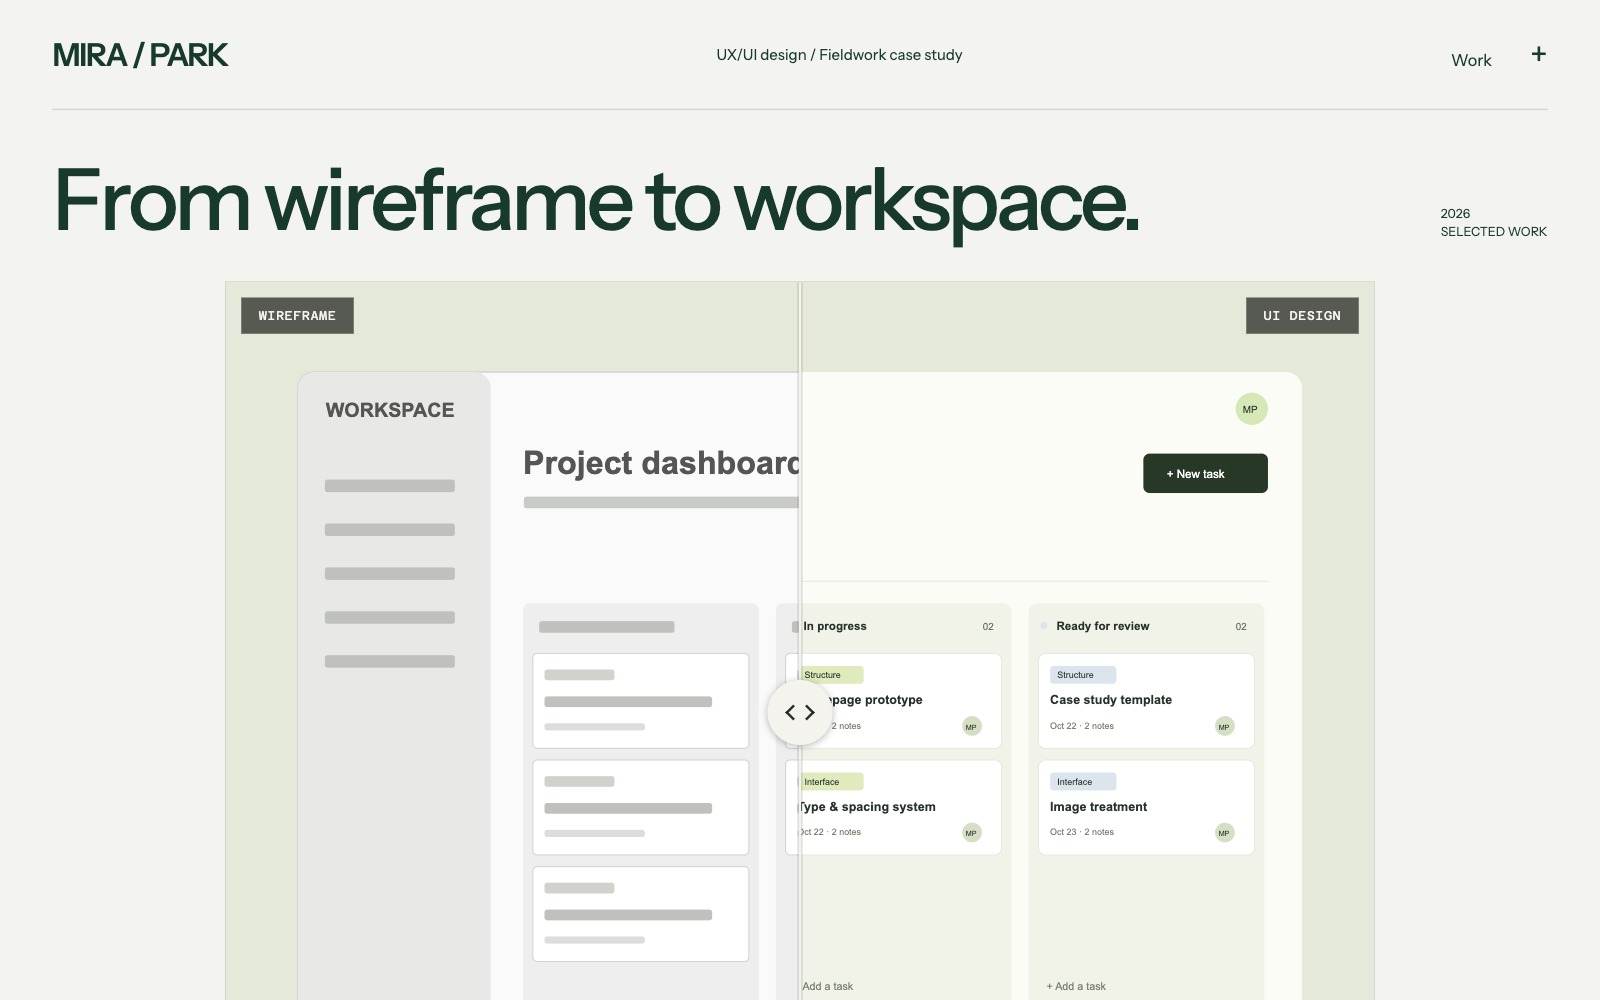 MIRA / PARK
UX/UI design / Fieldwork case study
Work
+
From wireframe to workspace.
2026
SELECTED WORK
WIREFRAME
UI DESIGN
WORKSPACE
MP
Project dashboard
+ New task
In progress
02
Ready for review
02
Structure
page prototype
2 notes
MP
Structure
Case study template
Oct 22 · 2 notes
MP
Interface
Type & spacing system
Oct 22 · 2 notes
MP
Interface
Image treatment
Oct 23 · 2 notes
MP
Add a task
+ Add a task